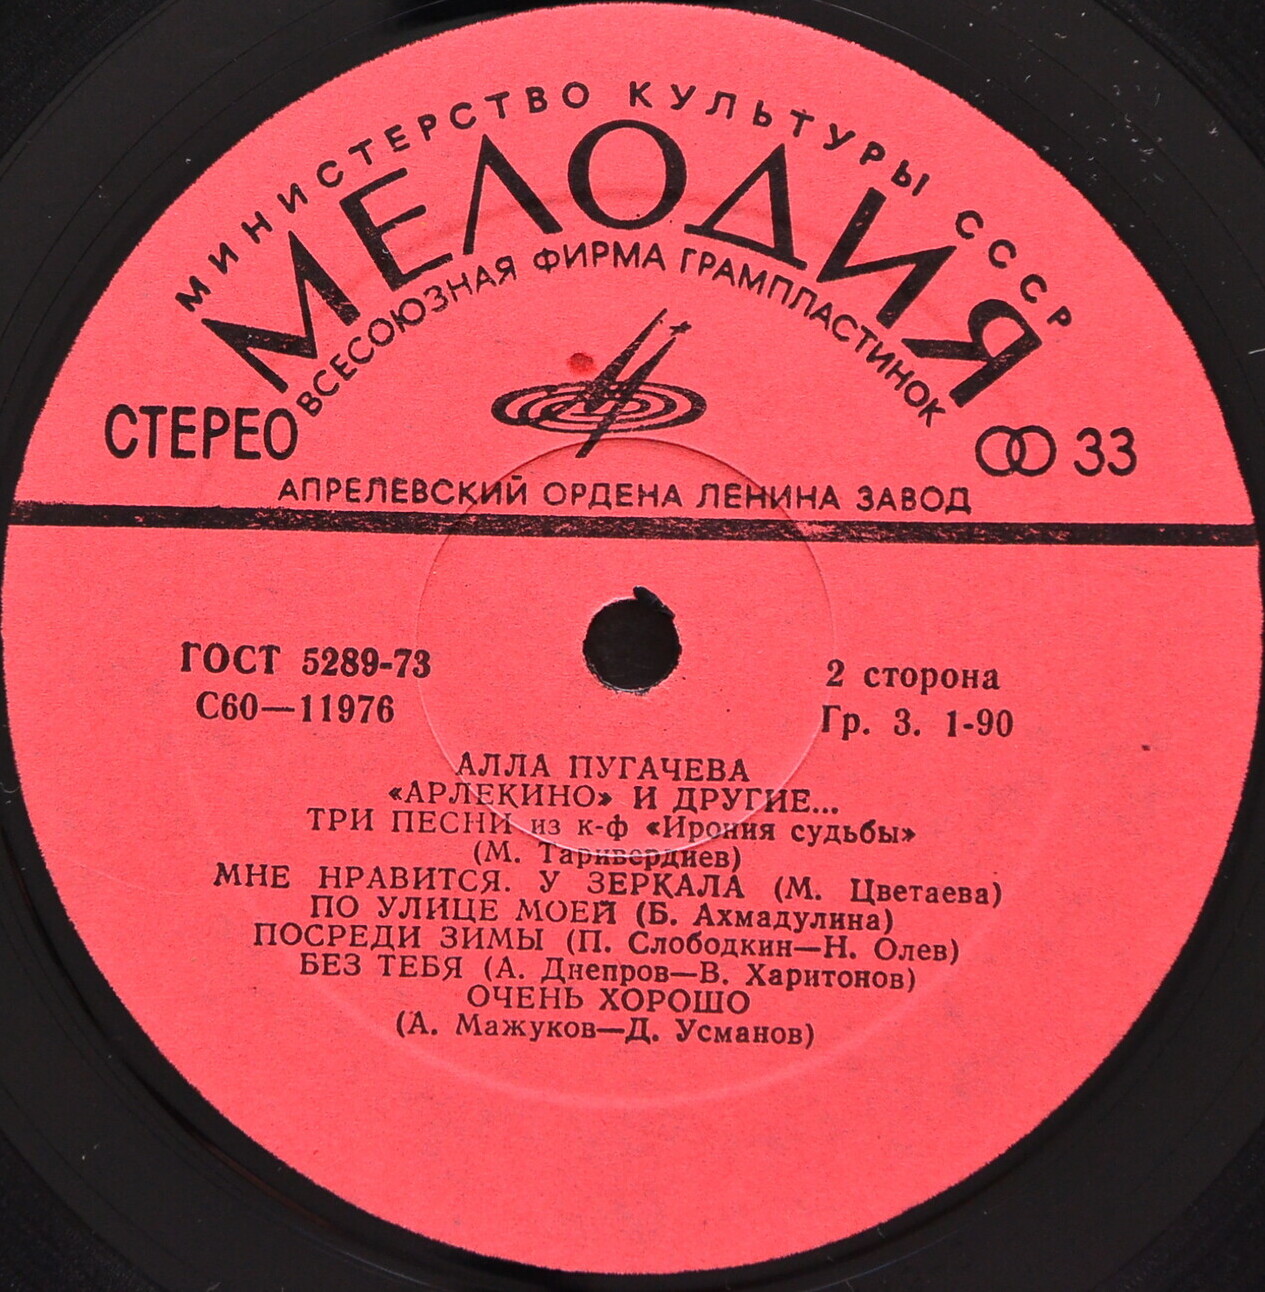 МИНИСТЕРСТВО КУЛЬТУРЫ СССР
МЕЛОДИЯ
ВСЕСОЮЗНАЯ ФИРМА ГРАМПЛАСТИНОК
СТЕРЕО
33
АПРЕЛЕВСКИЙ ОРДЕНА ЛЕНИНА ЗАВОД
ГОСТ 5289-73
С60—11976
2 сторона
Гр. 3. 1-90
АЛЛА ПУГАЧЕВА
«АРЛЕКИНО» И ДРУГИЕ...
ТРИ ПЕСНИ из к-ф «Ирония судьбы»
(М. Таривердиев)
МНЕ НРАВИТСЯ. У ЗЕРКАЛА (М. Цветаева)
ПО УЛИЦЕ МОЕЙ (Б. Ахмадулина)
ПОСРЕДИ ЗИМЫ (П. Слободкин—Н. Олев)
БЕЗ ТЕБЯ (А. Днепров—В. Харитонов)
ОЧЕНЬ ХОРОШО
(А. Мажуков—Д. Усманов)